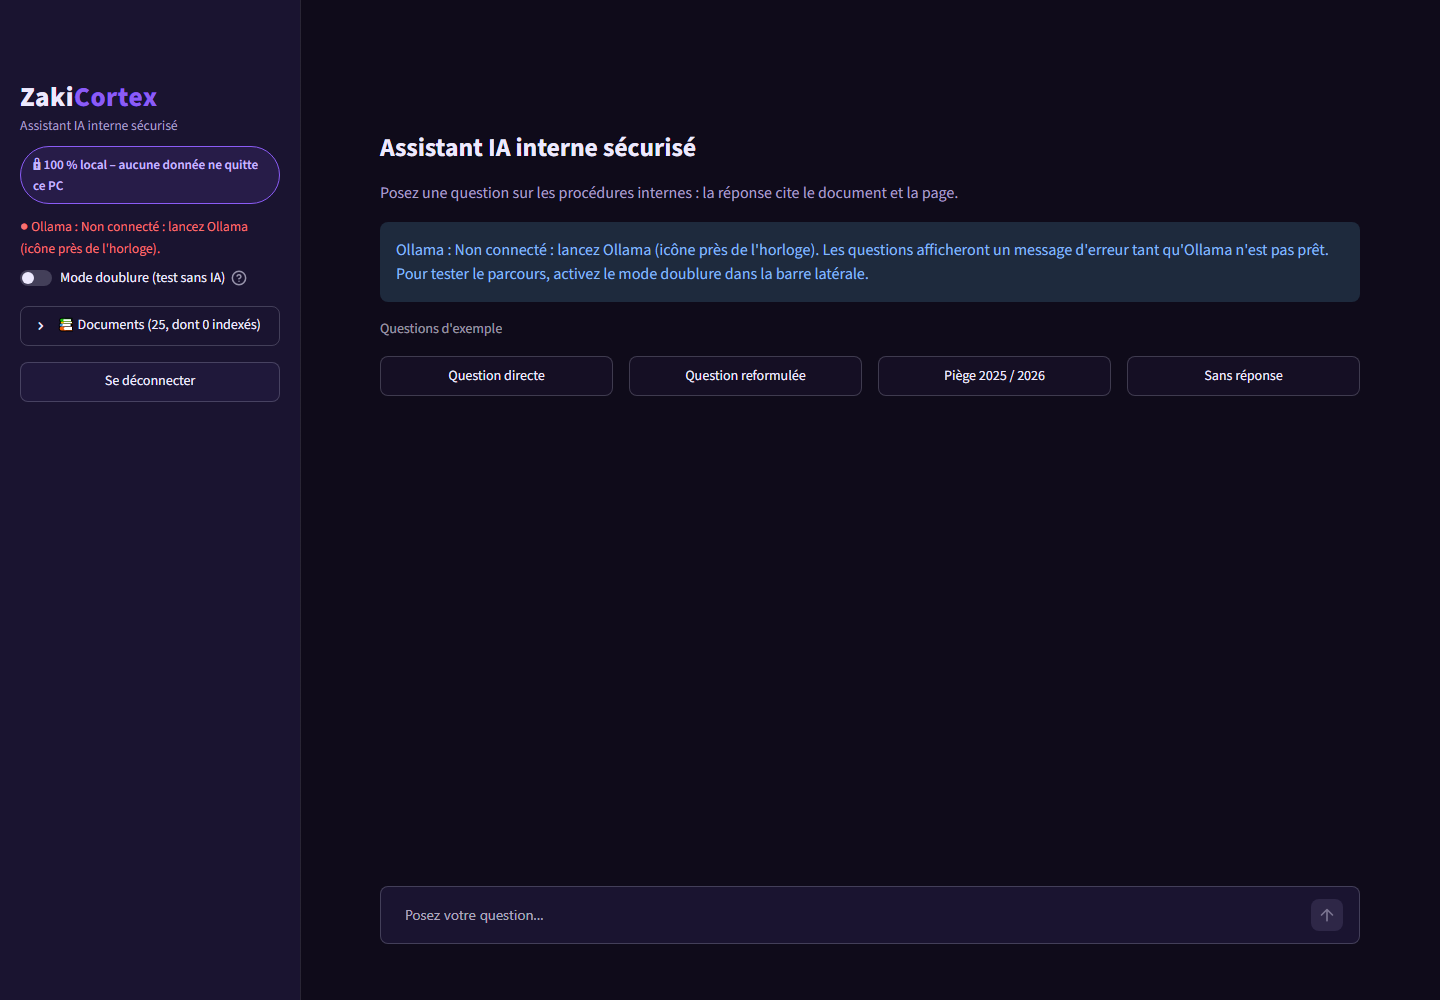 ZakiCortex
Assistant IA interne sécurisé
🔒 100 % local – aucune donnée ne quitte
ce PC
● Ollama : Non connecté : lancez Ollama
(icône près de l'horloge).
Mode doublure (test sans IA)
📚 Documents (25, dont 0 indexés)
Se déconnecter
Assistant IA interne sécurisé
Posez une question sur les procédures internes : la réponse cite le document et la page.
Ollama : Non connecté : lancez Ollama (icône près de l'horloge). Les questions afficheront un message d'erreur tant qu'Ollama n'est pas prêt.
Pour tester le parcours, activez le mode doublure dans la barre latérale.
Questions d'exemple
Question directe
Question reformulée
Piège 2025 / 2026
Sans réponse
Posez votre question...